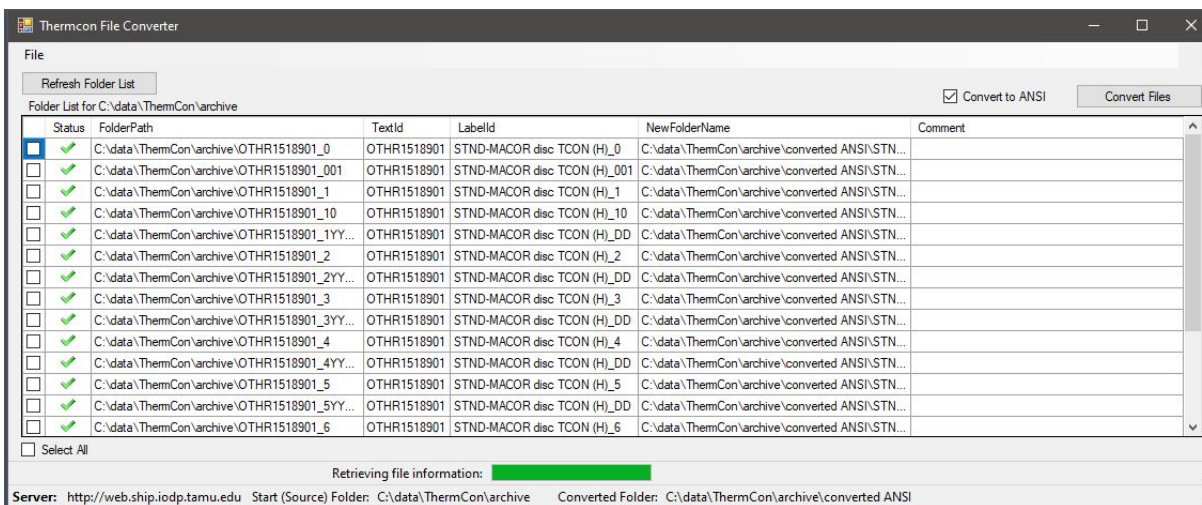 Thermcon File Converter
File
Refresh Folder List
Convert to ANSI Convert Files
Folder List for C:\data\ThermCon\archive
Status FolderPath TextId LabelId NewFolderName Comment
C:\data\ThermCon\archive\OTHR1518901_0 OTHR1518901 STND-MACOR disc TCON (H)_0 C:\data\ThermCon\archive\converted ANSI\STN...
C:\data\ThermCon\archive\OTHR1518901_001 OTHR1518901 STND-MACOR disc TCON (H)_001 C:\data\ThermCon\archive\converted ANSI\STN...
C:\data\ThermCon\archive\OTHR1518901_1 OTHR1518901 STND-MACOR disc TCON (H)_1 C:\data\ThermCon\archive\converted ANSI\STN...
C:\data\ThermCon\archive\OTHR1518901_10 OTHR1518901 STND-MACOR disc TCON (H)_10 C:\data\ThermCon\archive\converted ANSI\STN...
C:\data\ThermCon\archive\OTHR1518901_1YY... OTHR1518901 STND-MACOR disc TCON (H)_DD C:\data\ThermCon\archive\converted ANSI\STN...
C:\data\ThermCon\archive\OTHR1518901_2 OTHR1518901 STND-MACOR disc TCON (H)_2 C:\data\ThermCon\archive\converted ANSI\STN...
C:\data\ThermCon\archive\OTHR1518901_2YY... OTHR1518901 STND-MACOR disc TCON (H)_DD C:\data\ThermCon\archive\converted ANSI\STN...
C:\data\ThermCon\archive\OTHR1518901_3 OTHR1518901 STND-MACOR disc TCON (H)_3 C:\data\ThermCon\archive\converted ANSI\STN...
C:\data\ThermCon\archive\OTHR1518901_3YY... OTHR1518901 STND-MACOR disc TCON (H)_DD C:\data\ThermCon\archive\converted ANSI\STN...
C:\data\ThermCon\archive\OTHR1518901_4 OTHR1518901 STND-MACOR disc TCON (H)_4 C:\data\ThermCon\archive\converted ANSI\STN...
C:\data\ThermCon\archive\OTHR1518901_4YY... OTHR1518901 STND-MACOR disc TCON (H)_DD C:\data\ThermCon\archive\converted ANSI\STN...
C:\data\ThermCon\archive\OTHR1518901_5 OTHR1518901 STND-MACOR disc TCON (H)_5 C:\data\ThermCon\archive\converted ANSI\STN...
C:\data\ThermCon\archive\OTHR1518901_5YY... OTHR1518901 STND-MACOR disc TCON (H)_DD C:\data\ThermCon\archive\converted ANSI\STN...
C:\data\ThermCon\archive\OTHR1518901_6 OTHR1518901 STND-MACOR disc TCON (H)_6 C:\data\ThermCon\archive\converted ANSI\STN...
Select All
Retrieving file information:
Server: http://web.ship.iodp.tamu.edu Start (Source) Folder: C:\data\ThermCon\archive Converted Folder: C:\data\ThermCon\archive\converted ANSI